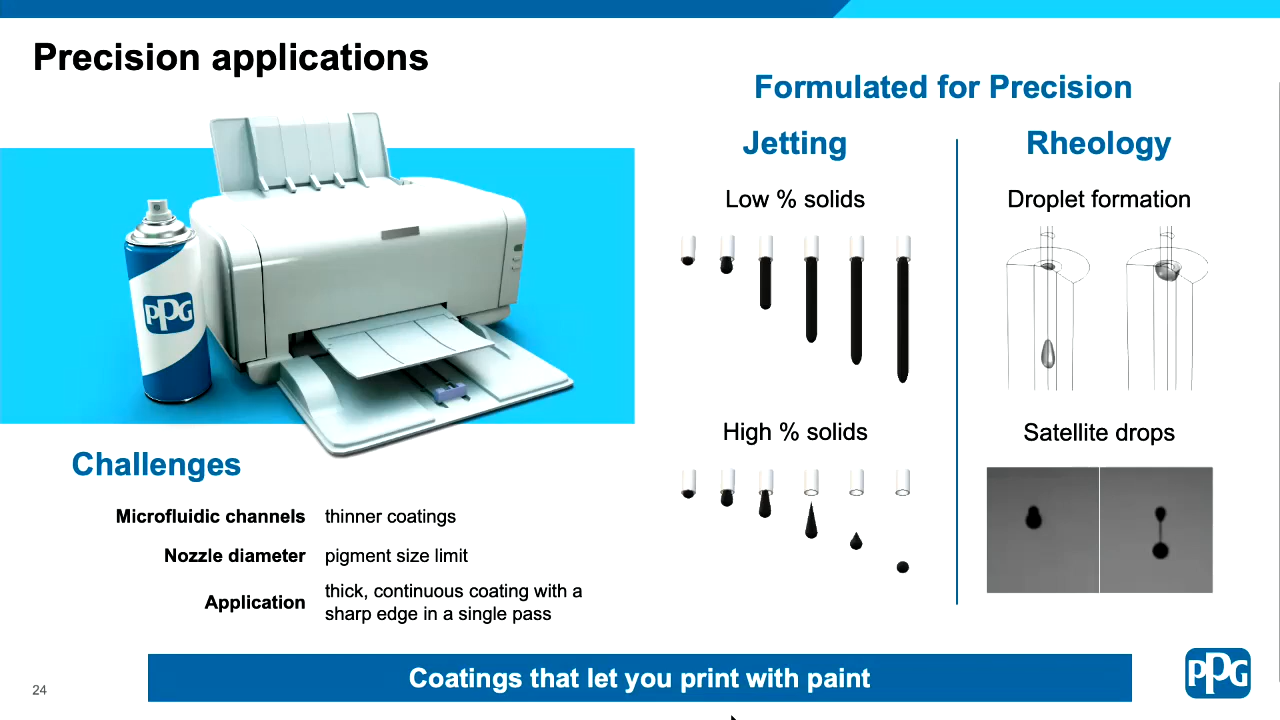 Precision applications
PPG
Challenges
Microfluidic channels thinner coatings
Nozzle diameter pigment size limit
Application thick, continuous coating with a
sharp edge in a single pass
Formulated for Precision
Jetting
Low % solids
High % solids
Rheology
Droplet formation
Satellite drops
Coatings that let you print with paint
24
PPG